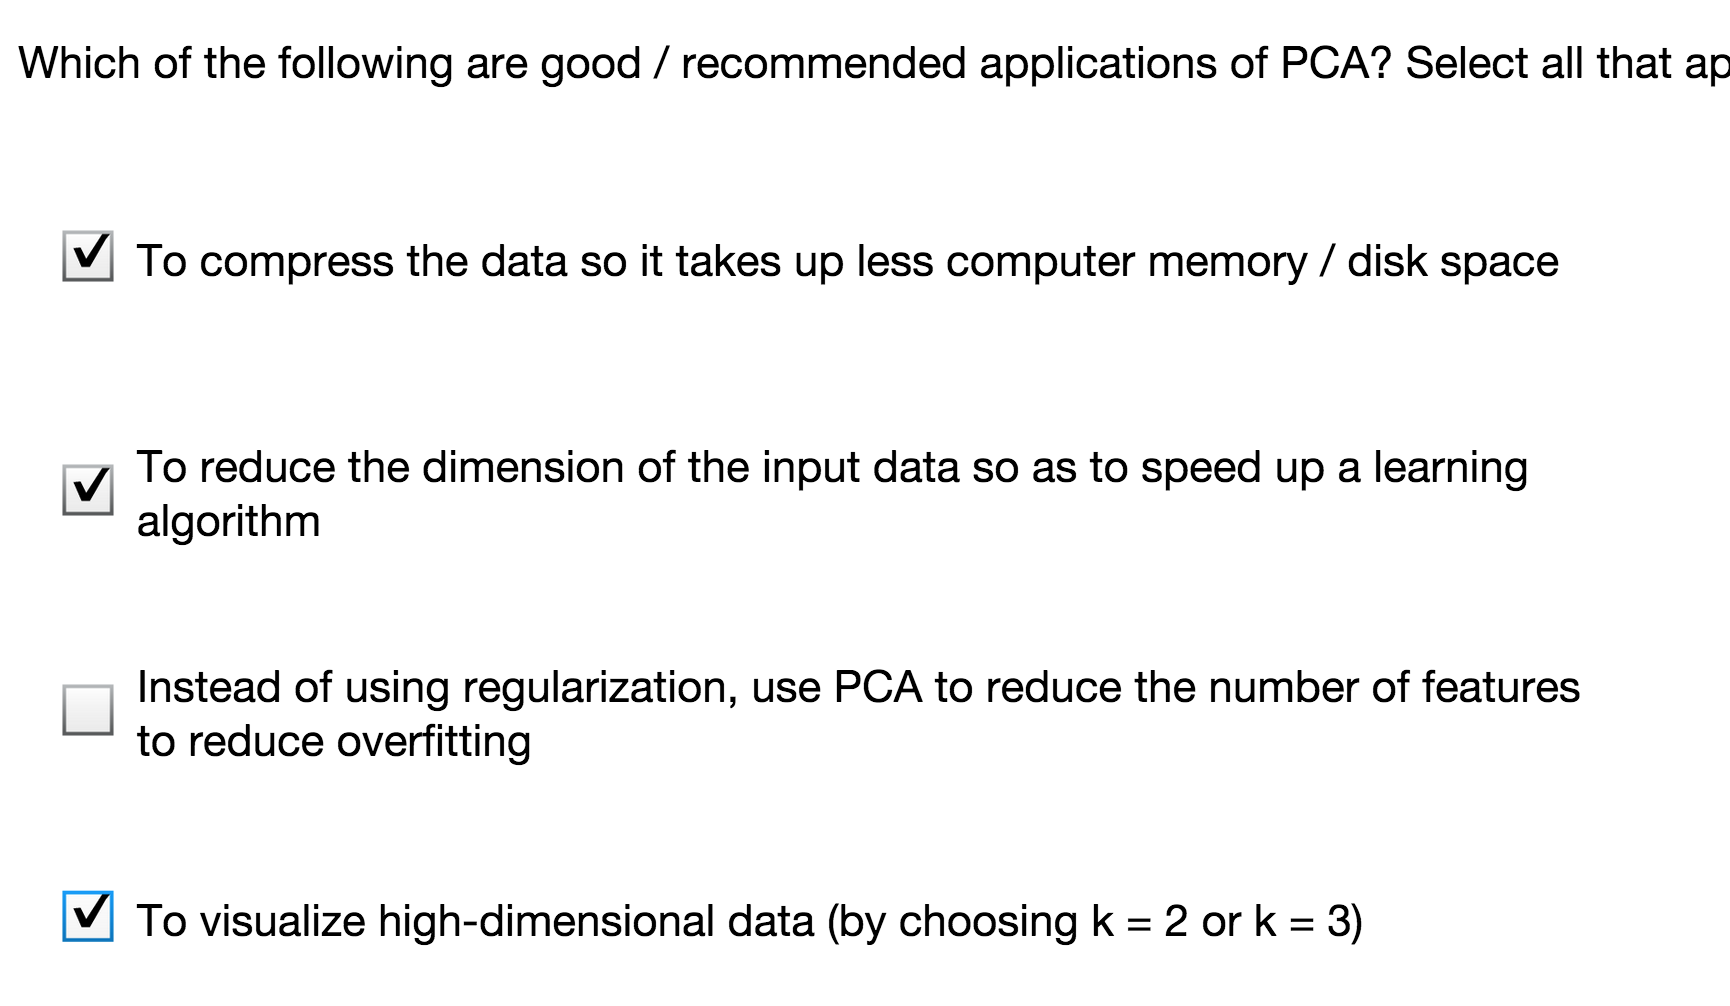 Which of the following are good / recommended applications of PCA? Select all that ap
To compress the data so it takes up less computer memory / disk space
To reduce the dimension of the input data so as to speed up a learning
algorithm
Instead of using regularization, use PCA to reduce the number of features
to reduce overfitting
To visualize high-dimensional data (by choosing k = 2 or k = 3)